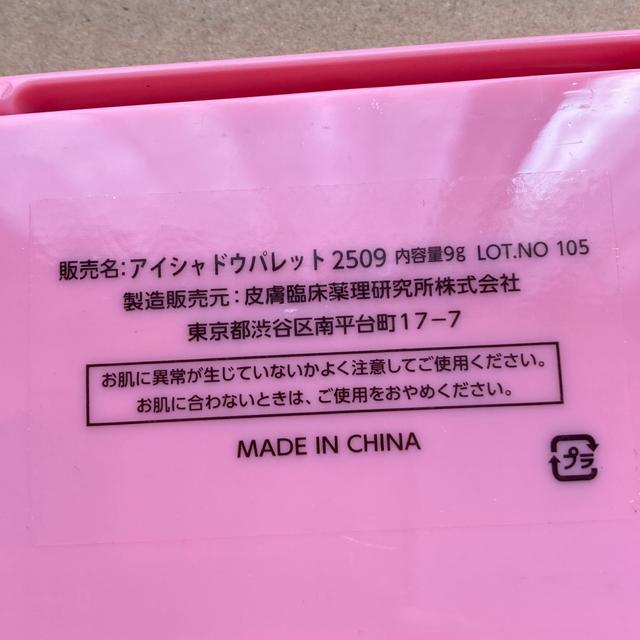 販売名:アイシャドウパレット 2509 内容量9g LOT.NO 105
製造販売元:皮膚臨床薬理研究所株式会社
東京都渋谷区南平台町17-7
お肌に異常が生じていないかよく注意してご使用ください。
お肌に合わないときは、ご使用をおやめください。
MADE IN CHINA
プラ